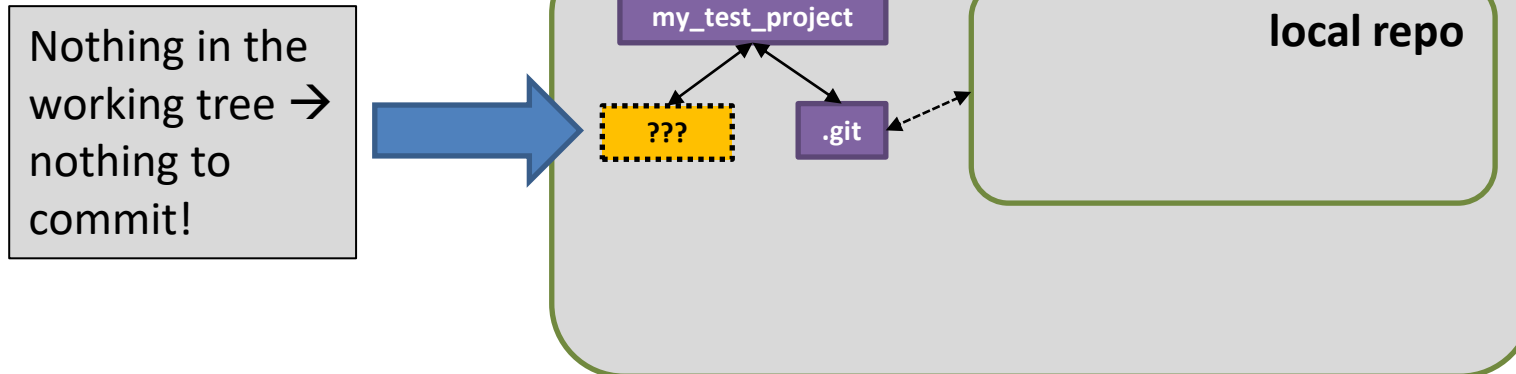 Nothing in the
working tree →
nothing to
commit!
my_test_project
???
.git
local repo